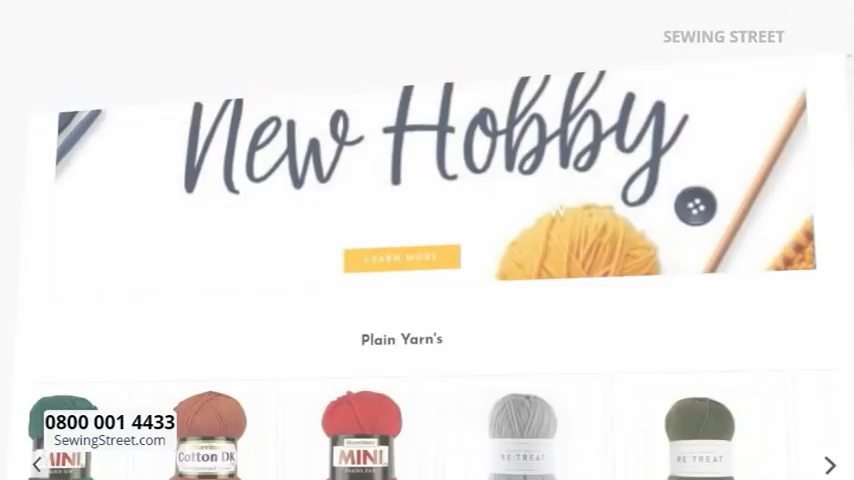 SEWING STREET
New Hobby
LEARN MORE
Plain Yarn's
0800 001 4433
SewingStreet.com
MINI
Cotton DK
MINI
RE:TREAT
RE:TREAT